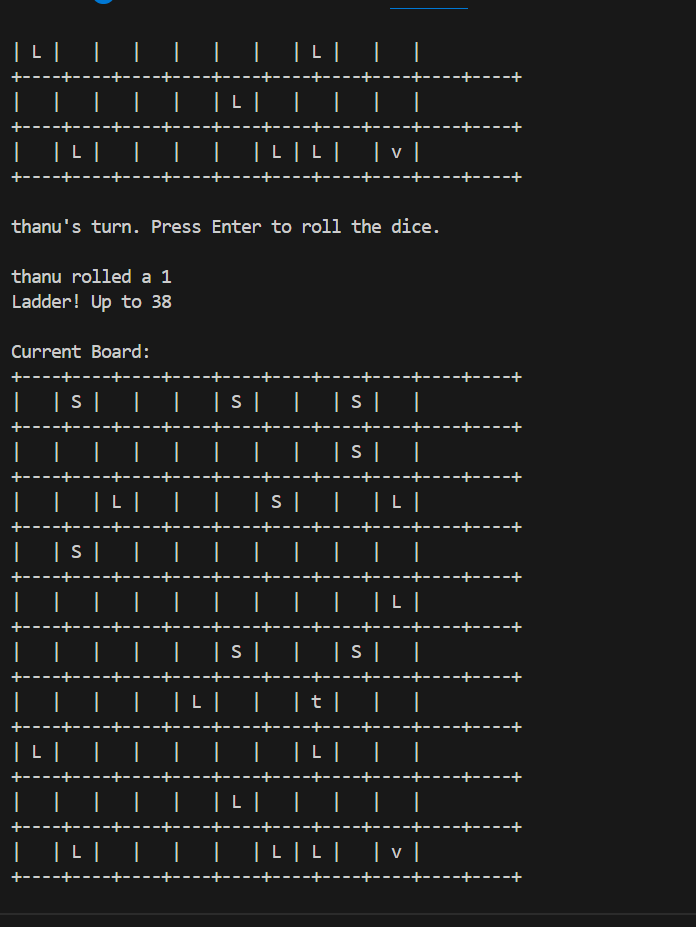 | L |   |   |   |   |   |   | L |   |   |
+----+----+----+----+----+----+----+----+----+----+
|   |   |   |   |   | L |   |   |   |   |
+----+----+----+----+----+----+----+----+----+----+
|   | L |   |   |   |   | L | L |   | v |
+----+----+----+----+----+----+----+----+----+----+
thanu's turn. Press Enter to roll the dice.
thanu rolled a 1
Ladder! Up to 38
Current Board:
+----+----+----+----+----+----+----+----+----+----+
|   | S |   |   |   | S |   |   | S |   |
+----+----+----+----+----+----+----+----+----+----+
|   |   |   |   |   |   |   |   | S |   |
+----+----+----+----+----+----+----+----+----+----+
|   |   | L |   |   |   | S |   |   | L |
+----+----+----+----+----+----+----+----+----+----+
|   | S |   |   |   |   |   |   |   |   |
+----+----+----+----+----+----+----+----+----+----+
|   |   |   |   |   |   |   |   |   | L |
+----+----+----+----+----+----+----+----+----+----+
|   |   |   |   |   | S |   |   | S |   |
+----+----+----+----+----+----+----+----+----+----+
|   |   |   |   | L |   |   | t |   |   |
+----+----+----+----+----+----+----+----+----+----+
| L |   |   |   |   |   |   | L |   |   |
+----+----+----+----+----+----+----+----+----+----+
|   |   |   |   |   | L |   |   |   |   |
+----+----+----+----+----+----+----+----+----+----+
|   | L |   |   |   |   | L | L |   | v |
+----+----+----+----+----+----+----+----+----+----+